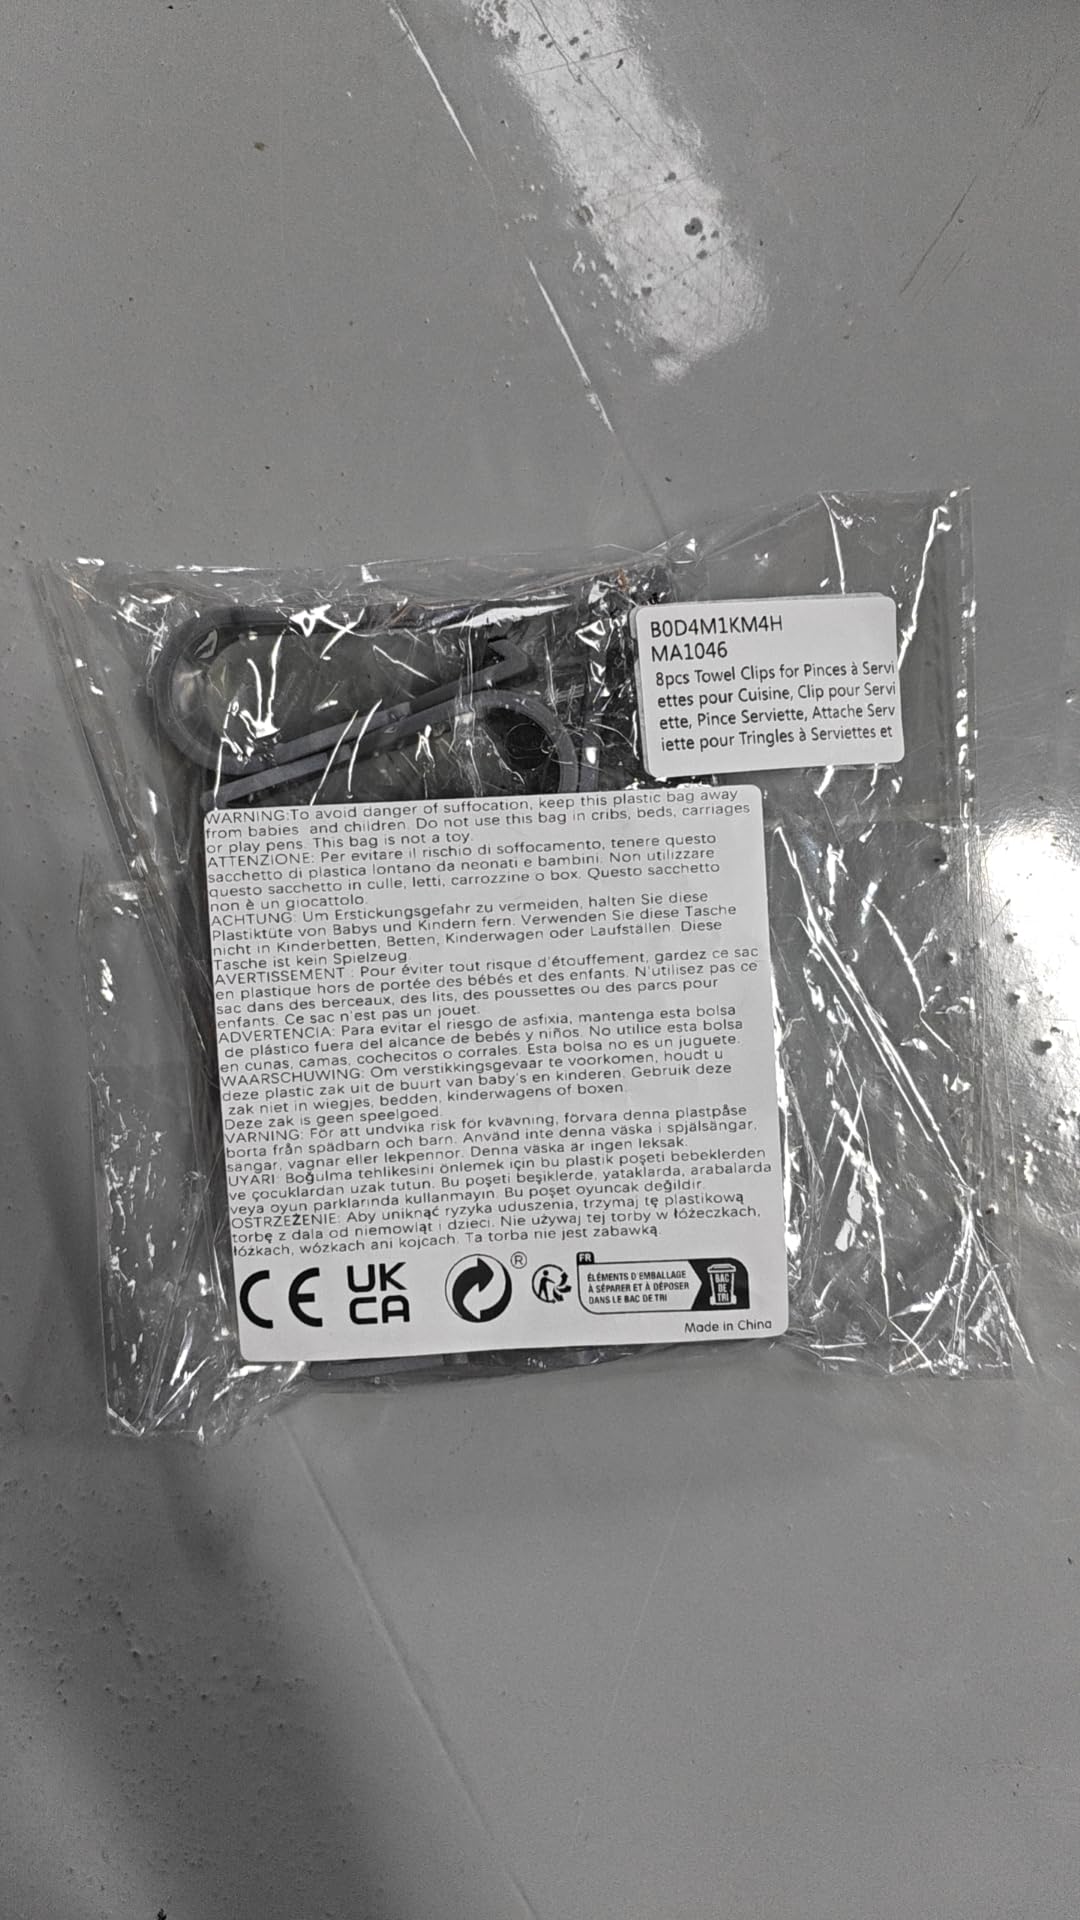 B0D4M1KM4H
MA1046
8pcs Towel Clips for Pinces à Servi
ettes pour Cuisine, Clip pour Servi
ette, Pince Serviette, Attache Serv
iette pour Tringles à Serviettes et
WARNING:To avoid danger of suffocation, keep this plastic bag away
from babies and children. Do not use this bag in cribs, beds, carriages
or play pens. This bag is not a toy.
ATTENZIONE: Per evitare il rischio di soffocamento, tenere questo
sacchetto di plastica lontano da neonati e bambini. Non utilizzare
questo sacchetto in culle, letti, carrozzine o box. Questo sacchetto
non è un giocattolo.
ACHTUNG: Um Erstickungsgefahr zu vermeiden, halten Sie diese
Plastiktüte von Babys und Kindern fern. Verwenden Sie diese Tasche
nicht in Kinderbetten, Betten, Kinderwagen oder Laufställen. Diese
Tasche ist kein Spielzeug.
AVERTISSEMENT : Pour éviter tout risque d'étouffement, gardez ce sac
en plastique hors de portée des bébés et des enfants. N'utilisez pas ce
sac dans des berceaux, des lits, des poussettes ou des parcs pour
enfants. Ce sac n'est pas un jouet.
ADVERTENCIA: Para evitar el riesgo de asfixia, mantenga esta bolsa
de plástico fuera del alcance de bebés y niños. No utilice esta bolsa
en cunas, camas, cochecitos o corrales. Esta bolsa no es un juguete.
WAARSCHUWING: Om verstikkingsgevaar te voorkomen, houdt u
deze plastic zak uit de buurt van baby's en kinderen. Gebruik deze
zak niet in wiegjes, bedden, kinderwagens of boxen.
Deze zak is geen speelgoed.
VARNING: För att undvika risk för kvävning, förvara denna plastpåse
borta från spädbarn och barn. Använd inte denna väska i spjälsängar,
sängar, vagnar eller lekpennor. Denna väska är ingen leksak.
UYARI: Boğulma tehlikesini önlemek için bu plastik poşeti bebeklerden
ve çocuklardan uzak tutun. Bu poşeti beşiklerde, yataklarda, arabalarda
veya oyun parklarında kullanmayın. Bu poşet oyuncak değildir.
OSTRZEŻENIE: Aby uniknąć ryzyka uduszenia, trzymaj tę plastikową
torbę z dala od niemowląt i dzieci. Nie używaj tej torby w łóżeczkach,
łóżkach, wózkach ani kojcach. Ta torba nie jest zabawką.
CE UK
CA
®
FR
ÉLÉMENTS D'EMBALLAGE
À SÉPARER ET À DÉPOSER
DANS LE BAC DE TRI
BAC
DE
TRI
Made in China